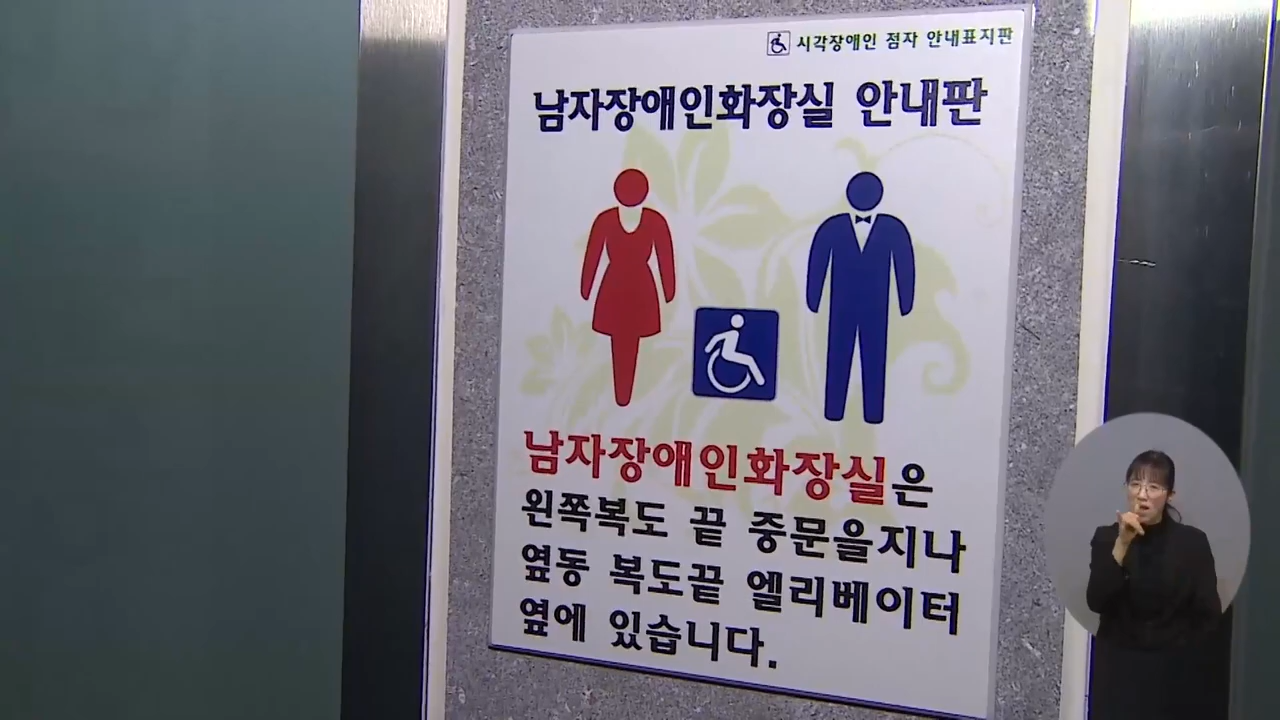 시각장애인 점자 안내표지판
남자장애인화장실 안내판
남자장애인화장실은
왼쪽복도 끝 중문을지나
옆동 복도끝 엘리베이터
옆에 있습니다.